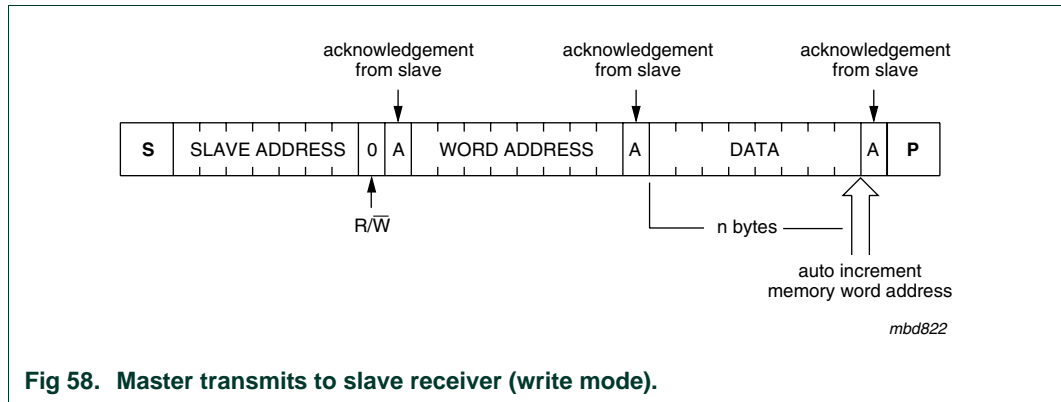 acknowledgement from slave
acknowledgement from slave
acknowledgement from slave
S SLAVE ADDRESS 0 A WORD ADDRESS A DATA A P
R/W̅
n bytes
auto increment
memory word address
mbd822
Fig 58. Master transmits to slave receiver (write mode).